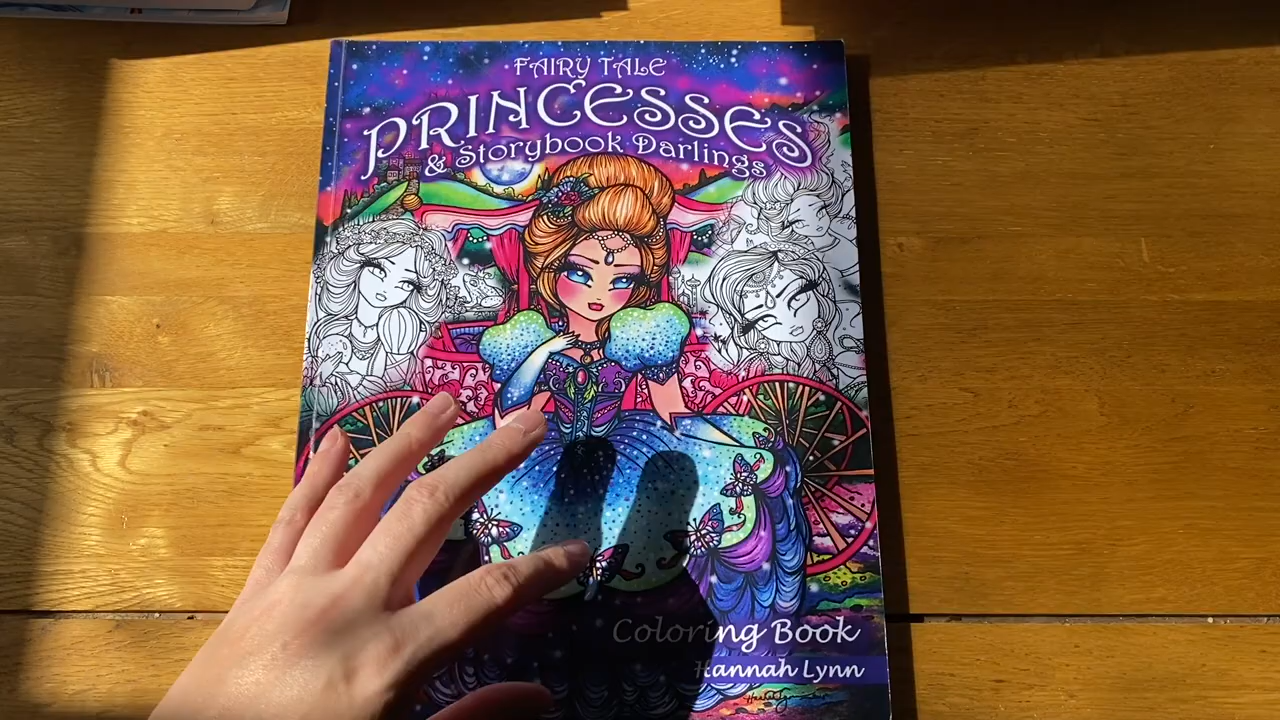 FAIRY TALE
PRINCESSES
& Storybook Darlings
Coloring Book
Hannah Lynn